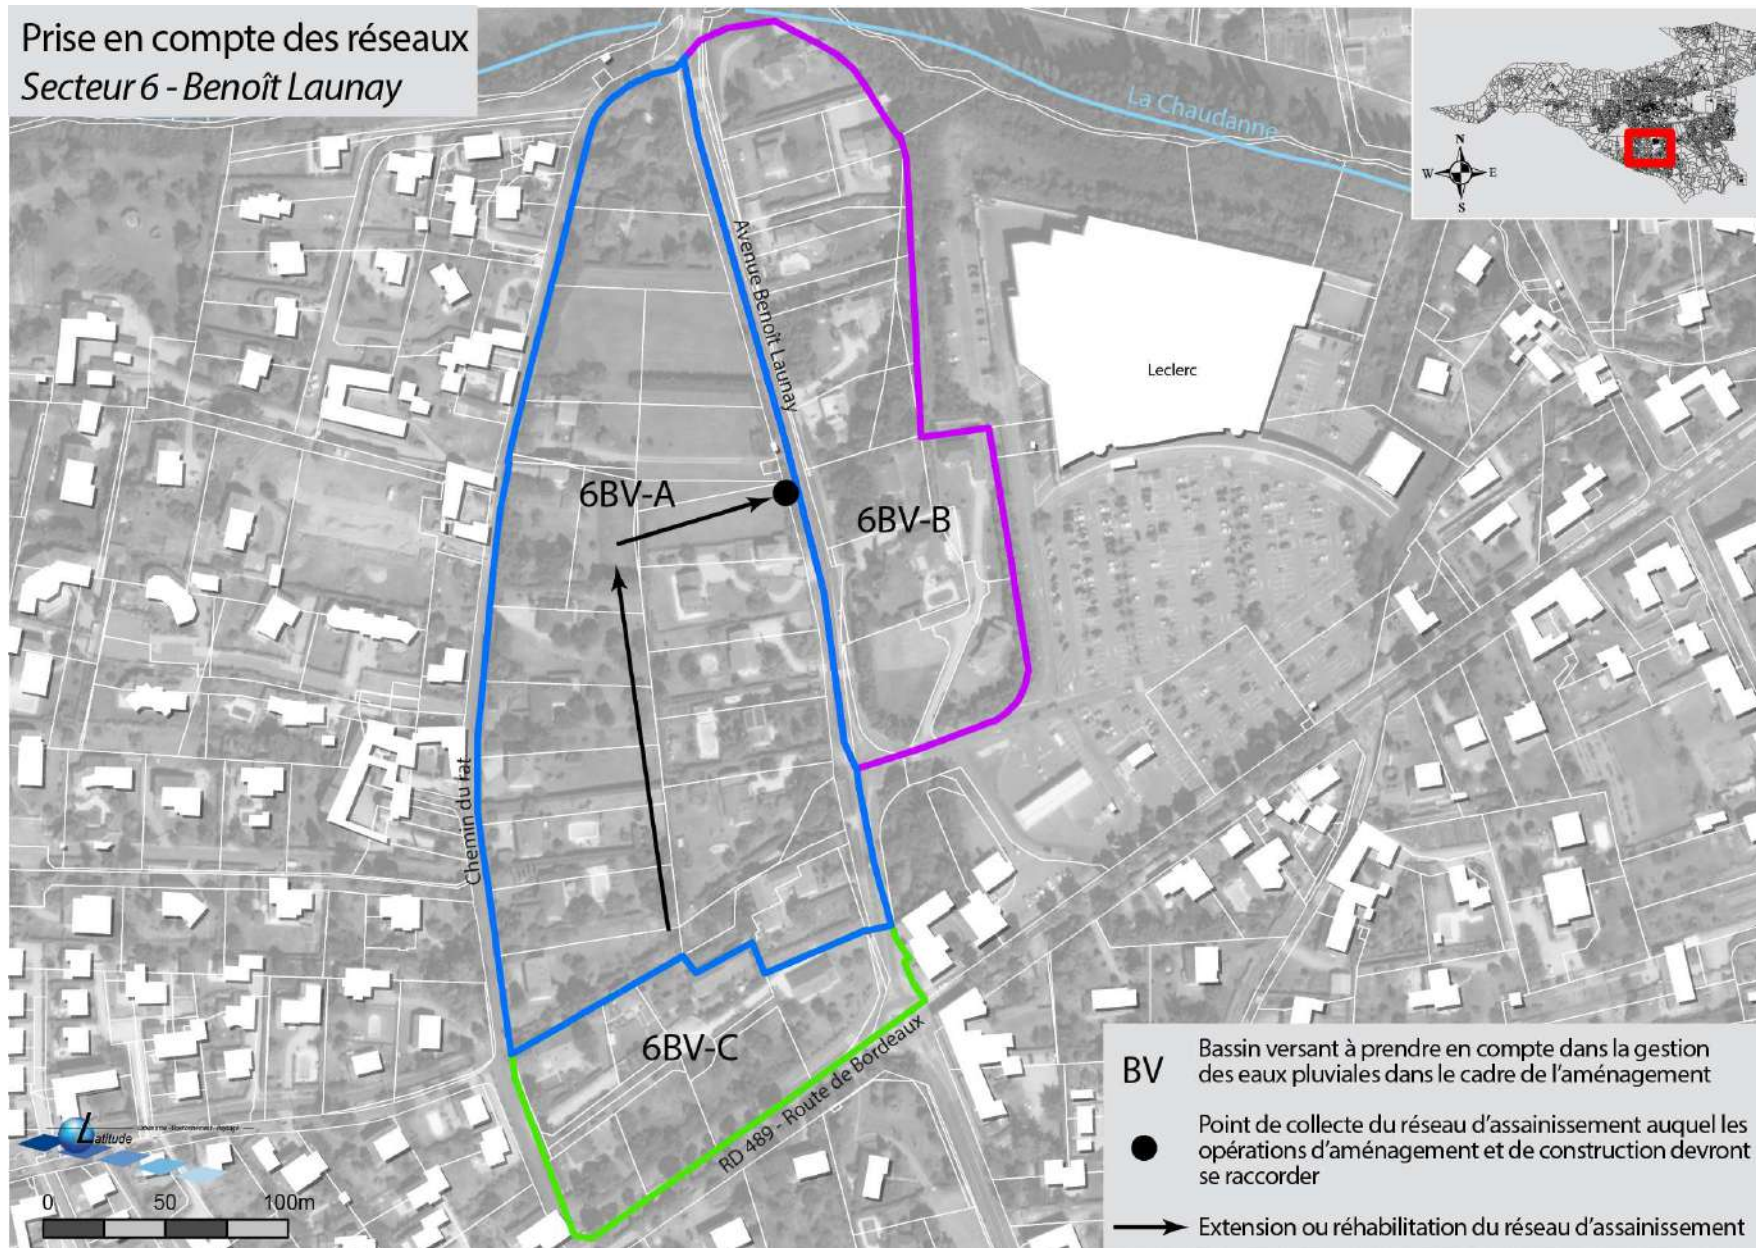 Prise en compte des réseaux
Secteur 6 - Benoît Launay
La Chaudanne
N
W E
S
Avenue Benoît Launay
Leclerc
6BV-A
6BV-B
Chemin du rat
6BV-C
RD 489 - Route de Bordeaux
Latitude
0 50 100m
BV Bassin versant à prendre en compte dans la gestion
des eaux pluviales dans le cadre de l'aménagement
Point de collecte du réseau d'assainissement auquel les
opérations d'aménagement et de construction devront
se raccorder
Extension ou réhabilitation du réseau d'assainissement